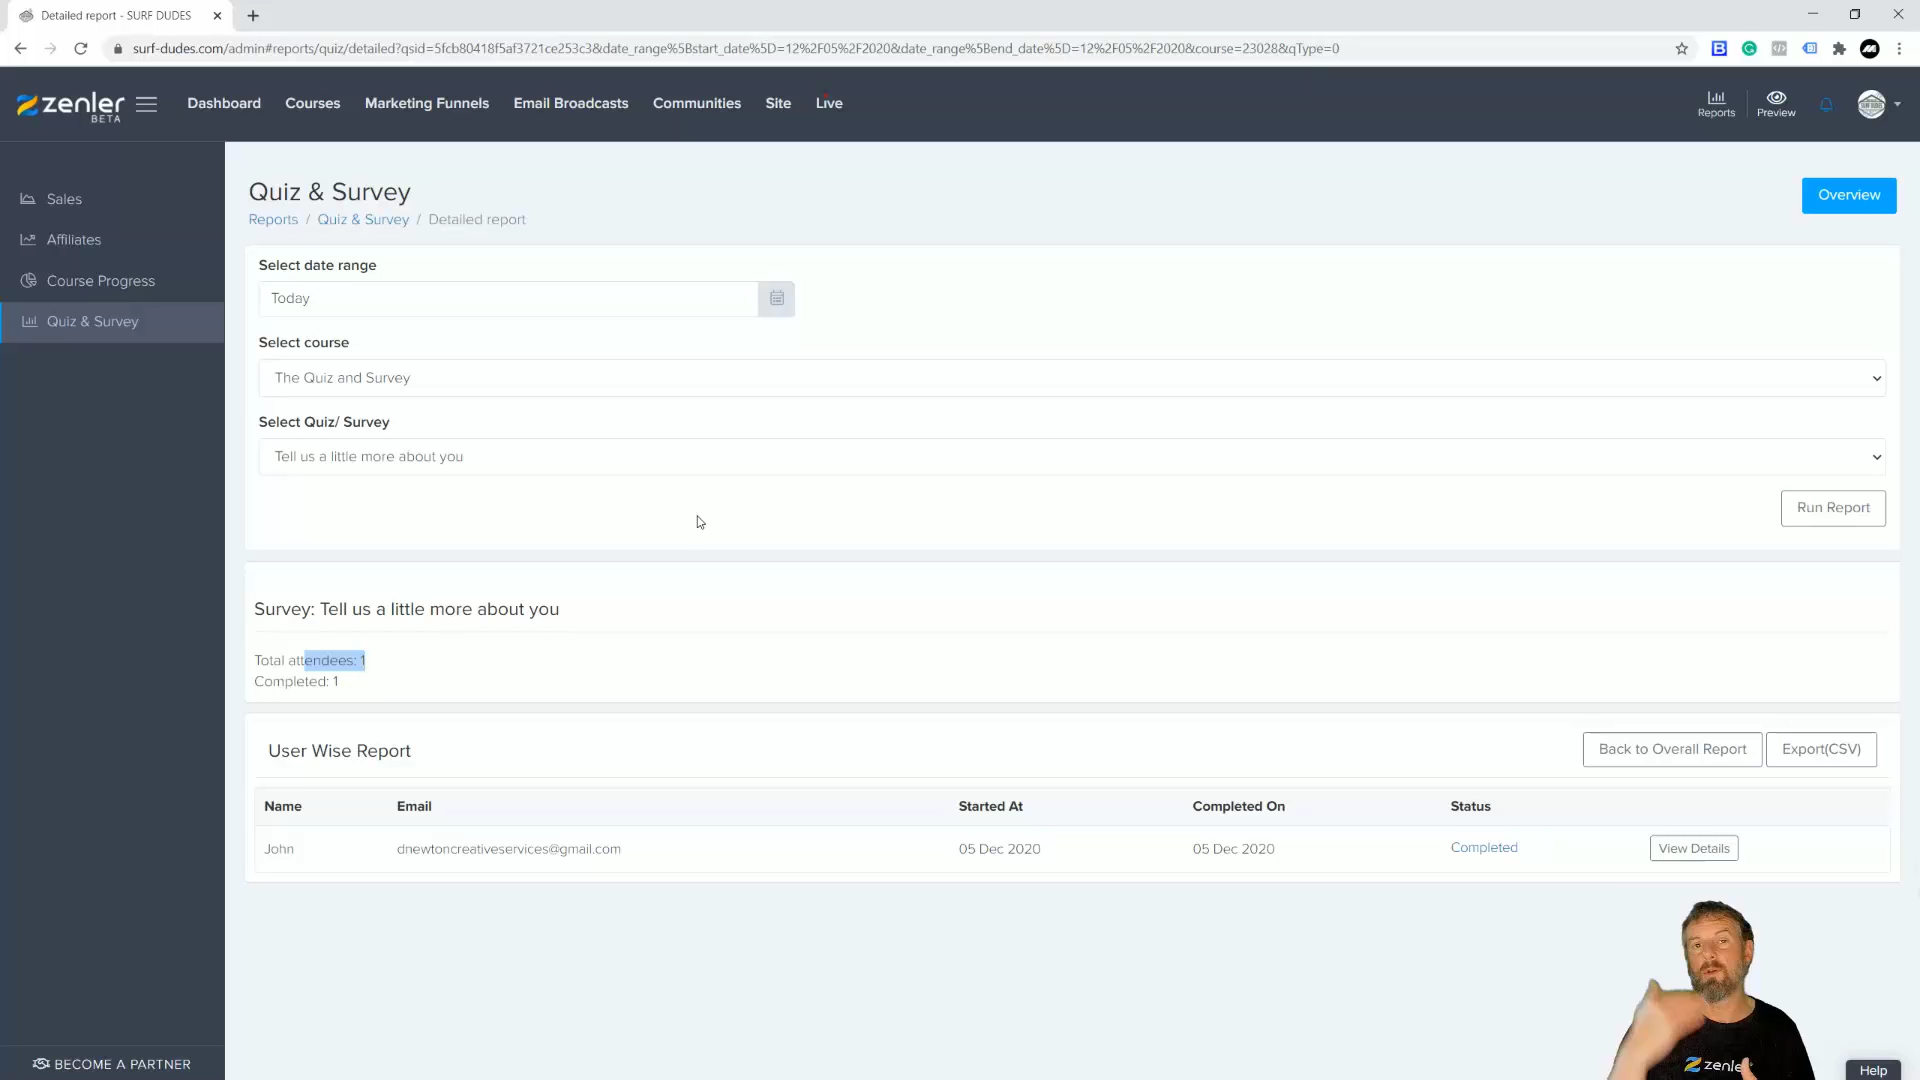 Detailed report - SURF DUDES
surf-dudes.com/admin#reports/quiz/detailed?qsid=5fcb80418f5af3721ce253c3&date_range%5Bstart_date%5D=12%2F05%2F2020&date_range%5Bend_date%5D=12%2F05%2F2020&course=23028&qType=0
zenler BETA
Dashboard Courses Marketing Funnels Email Broadcasts Communities Site Live
Reports Preview
Sales
Affiliates
Course Progress
Quiz & Survey
BECOME A PARTNER
Quiz & Survey
Overview
Reports / Quiz & Survey / Detailed report
Select date range
Today
Select course
The Quiz and Survey
Select Quiz/ Survey
Tell us a little more about you
Run Report
Survey: Tell us a little more about you
Total attendees: 1
Completed: 1
User Wise Report
Back to Overall Report Export(CSV)
Name Email Started At Completed On Status
John dnewtoncreativeservices@gmail.com 05 Dec 2020 05 Dec 2020 Completed View Details
zenle
Help